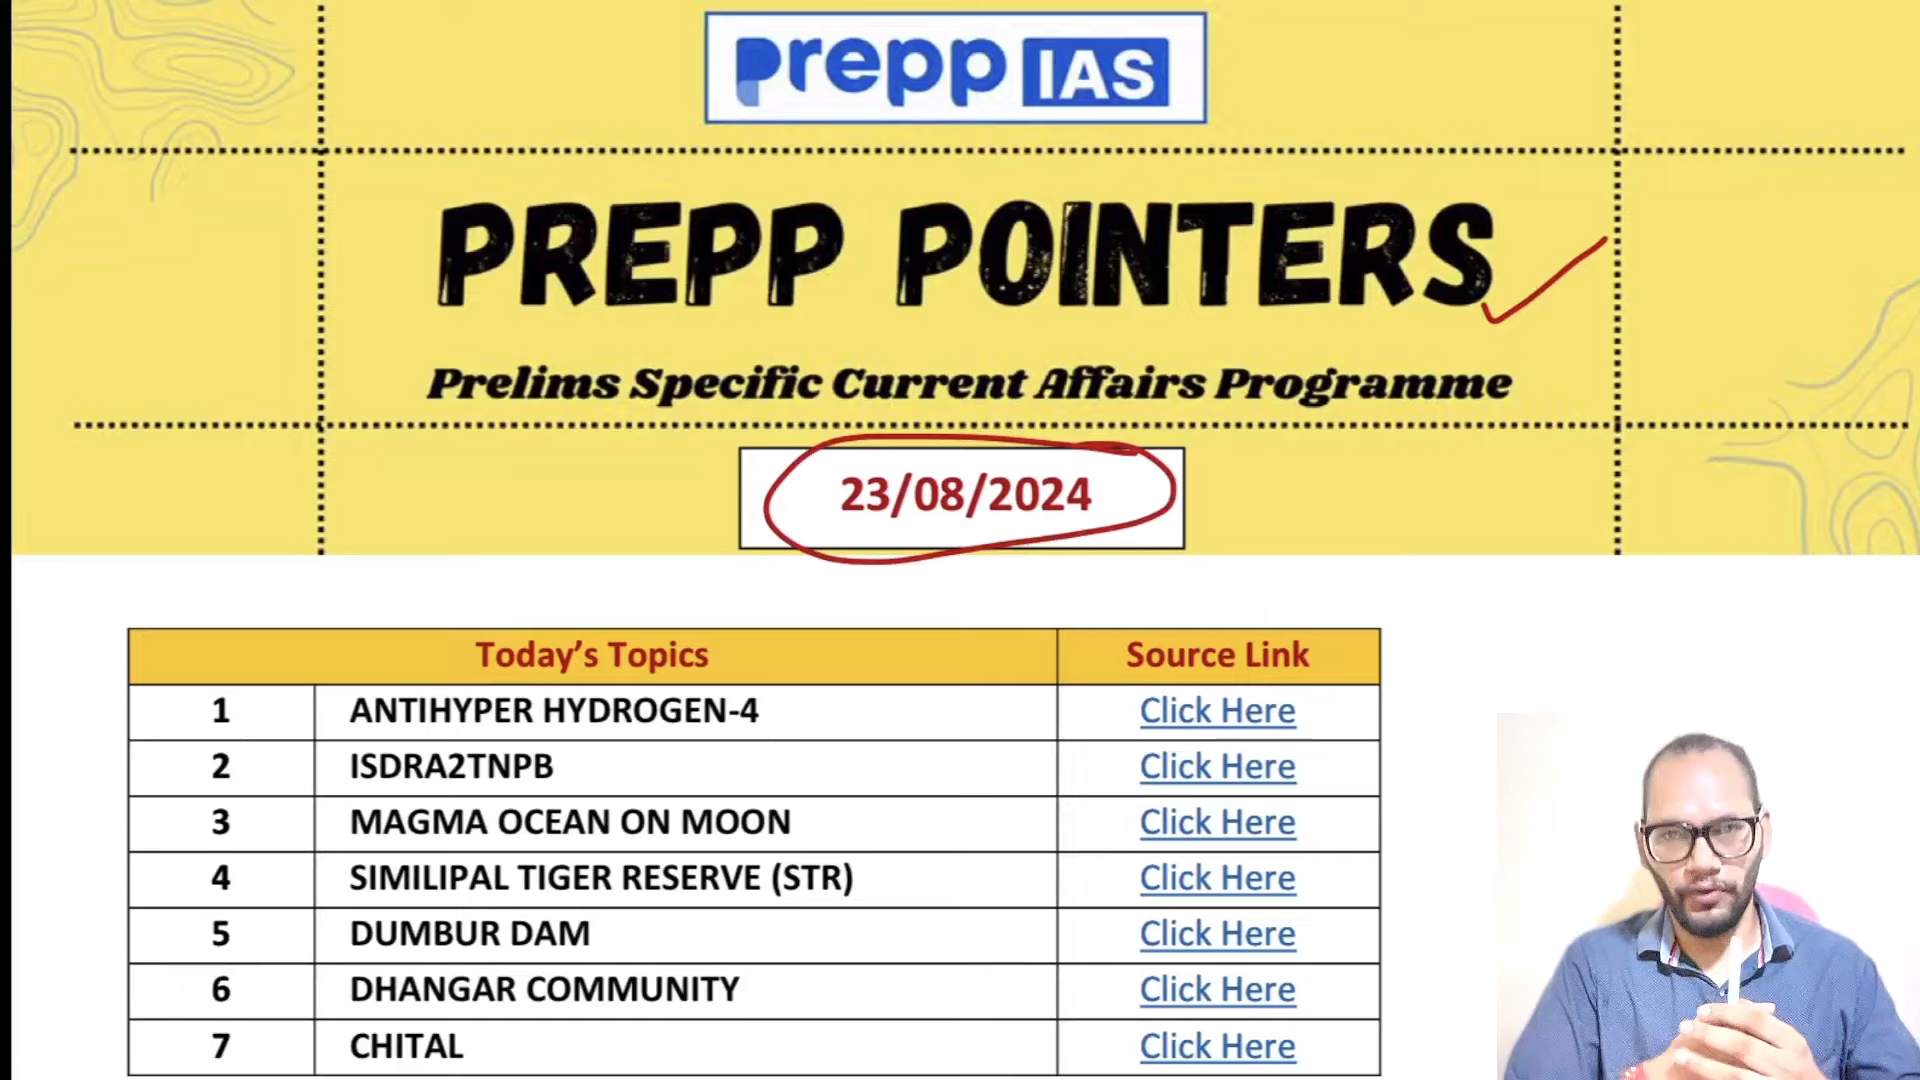 prepp IAS
PREPP POINTERS
Prelims Specific Current Affairs Programme
23/08/2024
Today's Topics Source Link
1 ANTIHYPER HYDROGEN-4 Click Here
2 ISDRA2TNPB Click Here
3 MAGMA OCEAN ON MOON Click Here
4 SIMILIPAL TIGER RESERVE (STR) Click Here
5 DUMBUR DAM Click Here
6 DHANGAR COMMUNITY Click Here
7 CHITAL Click Here